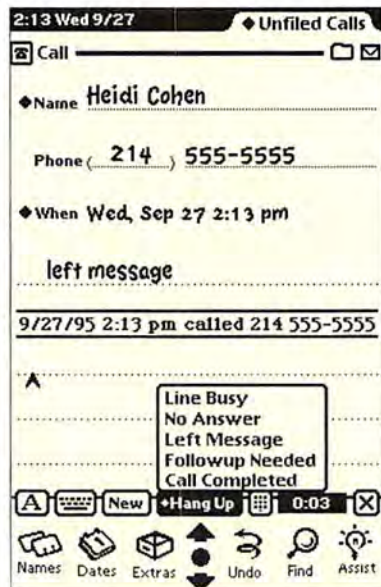 2:13 Wed 9/27 ◆Unfiled Calls
Call
◆Name Heidi Cohen
Phone ( 214 ) 555-5555
◆When Wed, Sep 27 2:13 pm
left message
9/27/95 2:13 pm called 214 555-5555
Line Busy
No Answer
Left Message
Followup Needed
Call Completed
A New ◆Hang Up 0:03 X
Names Dates Extras Undo Find Assist